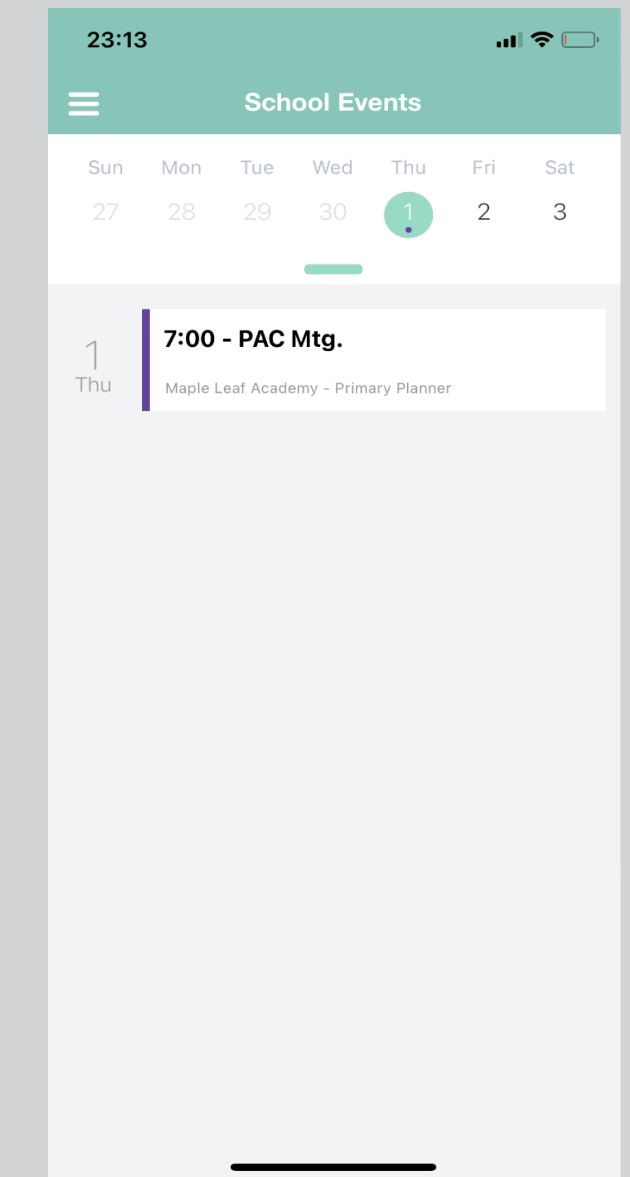 23:13
School Events
Sun Mon Tue Wed Thu Fri Sat
27 28 29 30 1 2 3
1
Thu
7:00 - PAC Mtg.
Maple Leaf Academy - Primary Planner